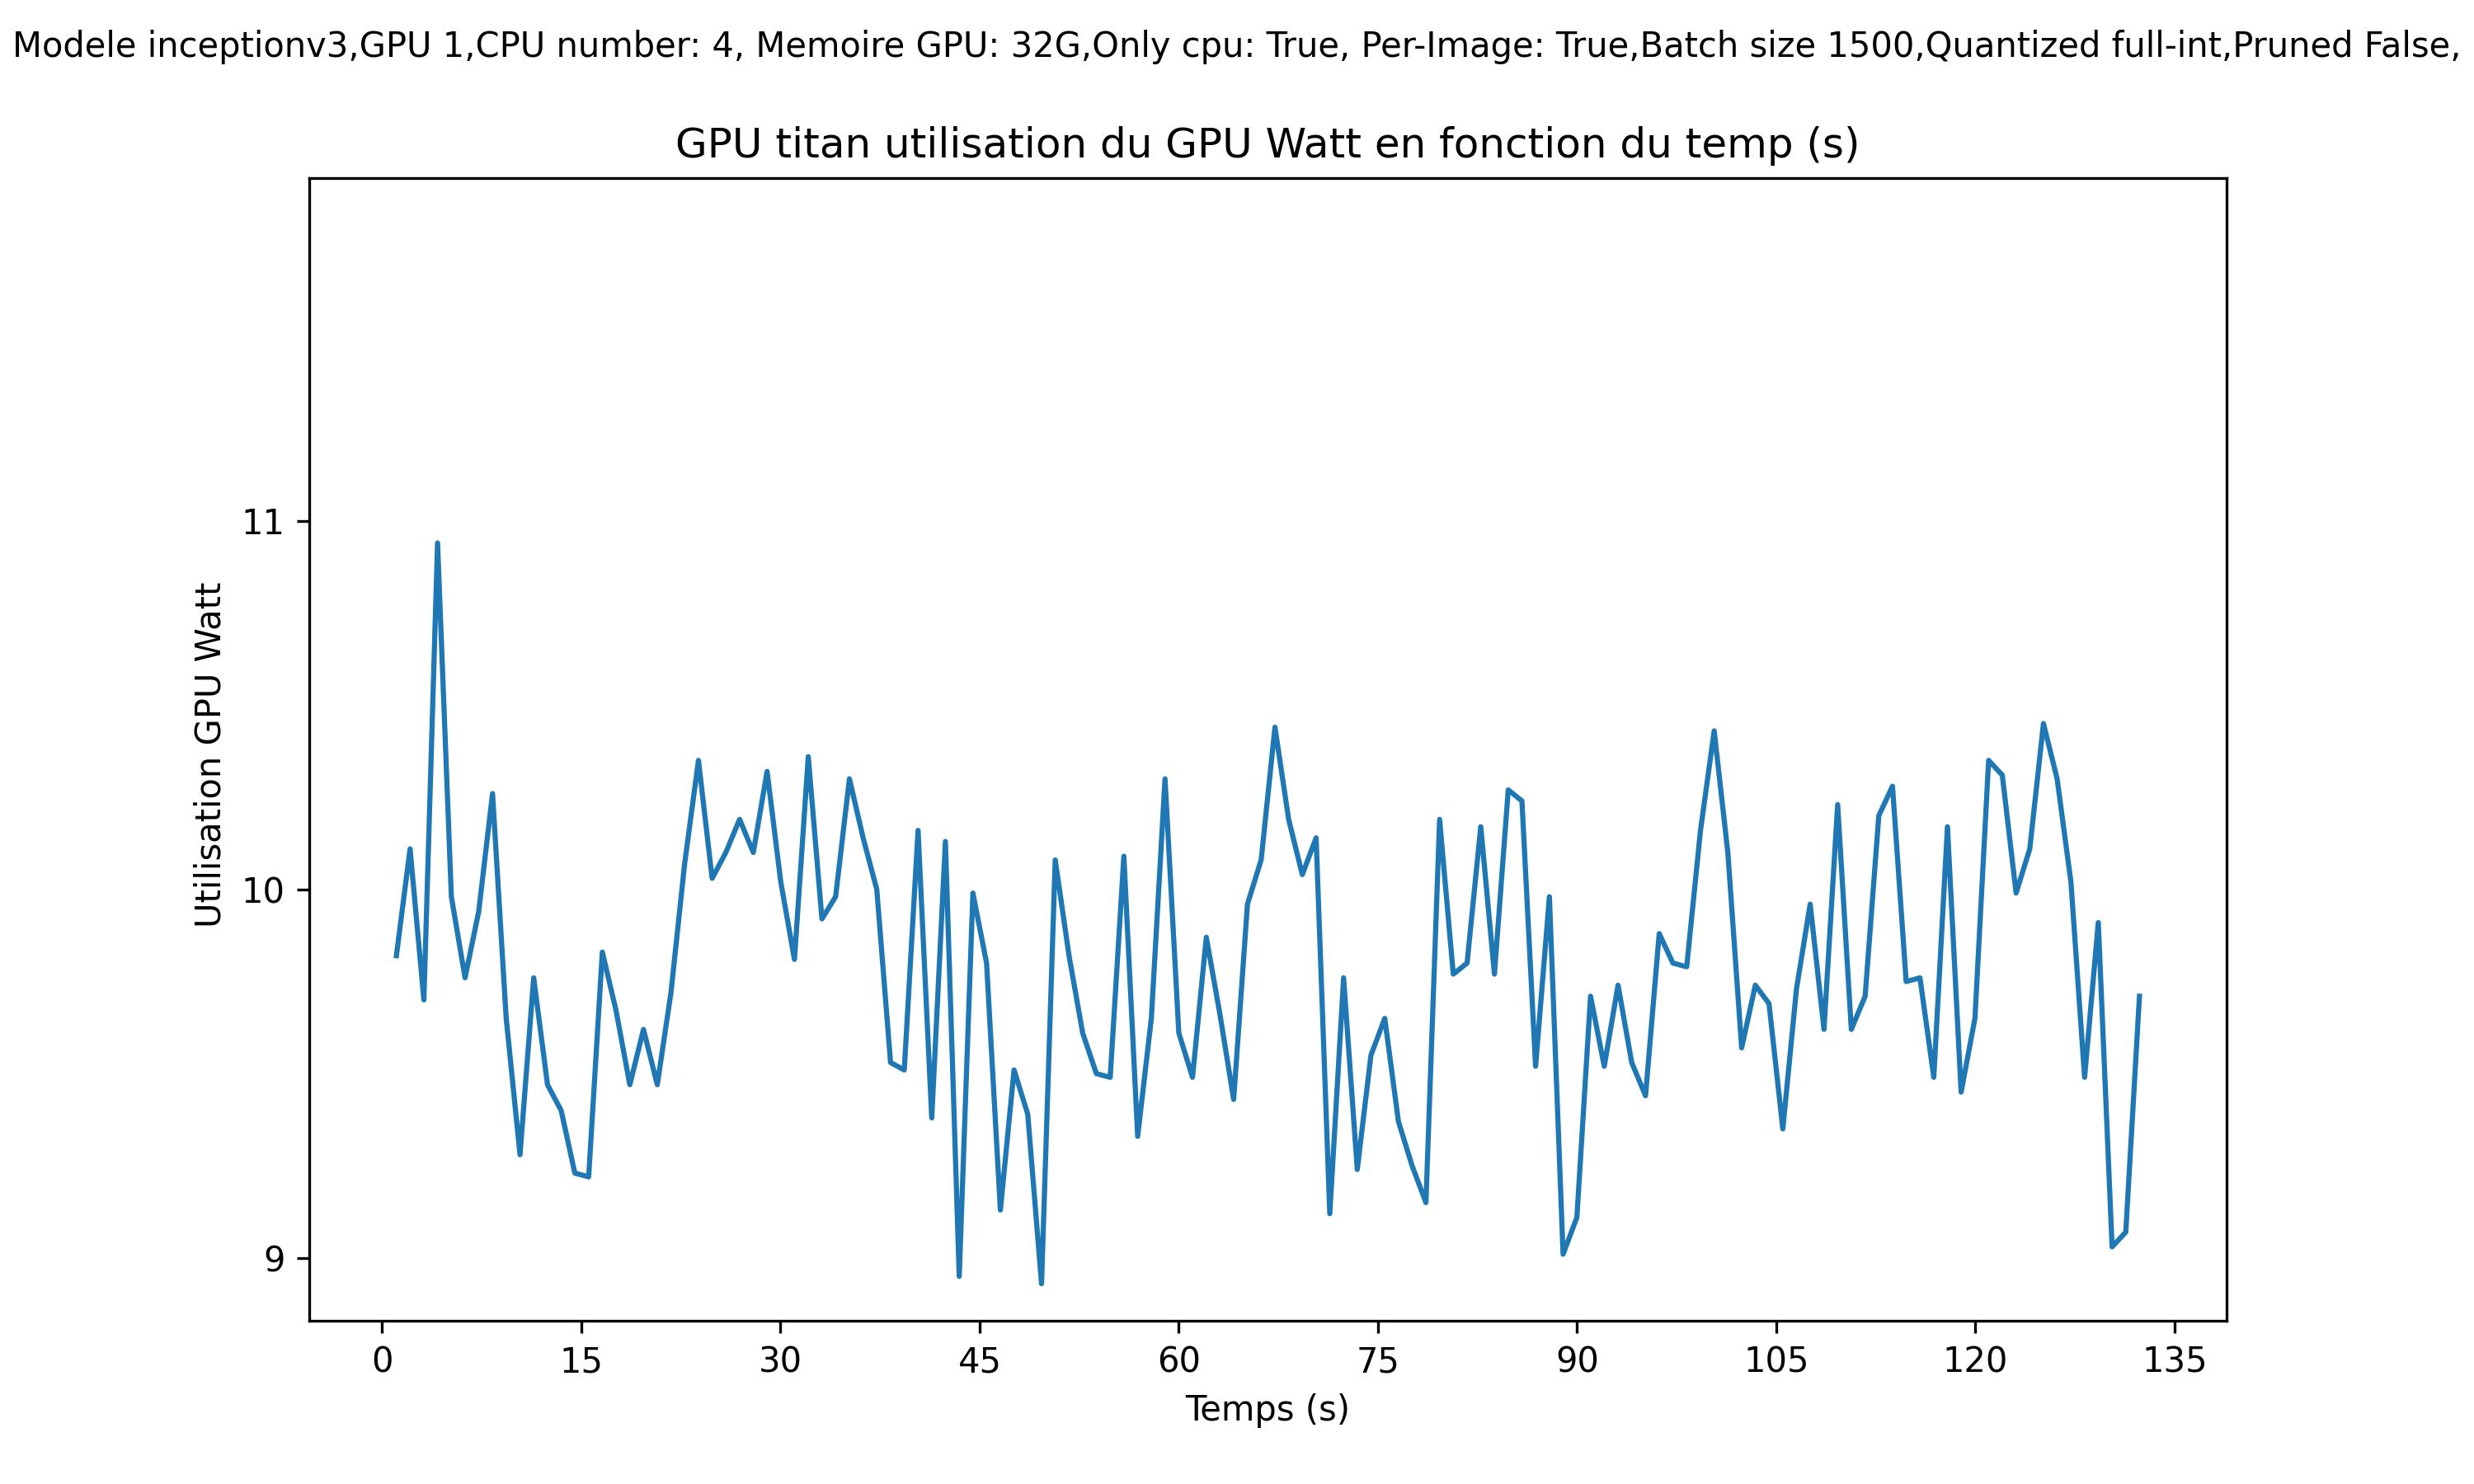 Modele inceptionv3,GPU 1,CPU number: 4, Memoire GPU: 32G,Only cpu: True, Per-Image: True,Batch size 1500,Quantized full-int,Pruned False,
GPU titan utilisation du GPU Watt en fonction du temp (s)
Utilisation GPU Watt
11
10
9
0 15 30 45 60 75 90 105 120 135
Temps (s)